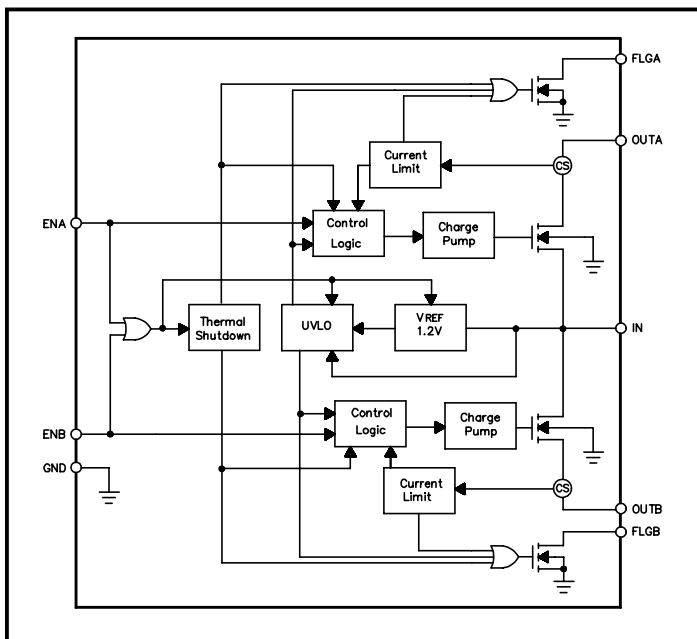 FLGA
OUTA
Current
Limit
CS
ENA
Control
Logic
Charge
Pump
Thermal
Shutdown
UVLO
VREF
1.2V
IN
Control
Logic
Charge
Pump
ENB
GND
Current
Limit
CS
OUTB
FLGB